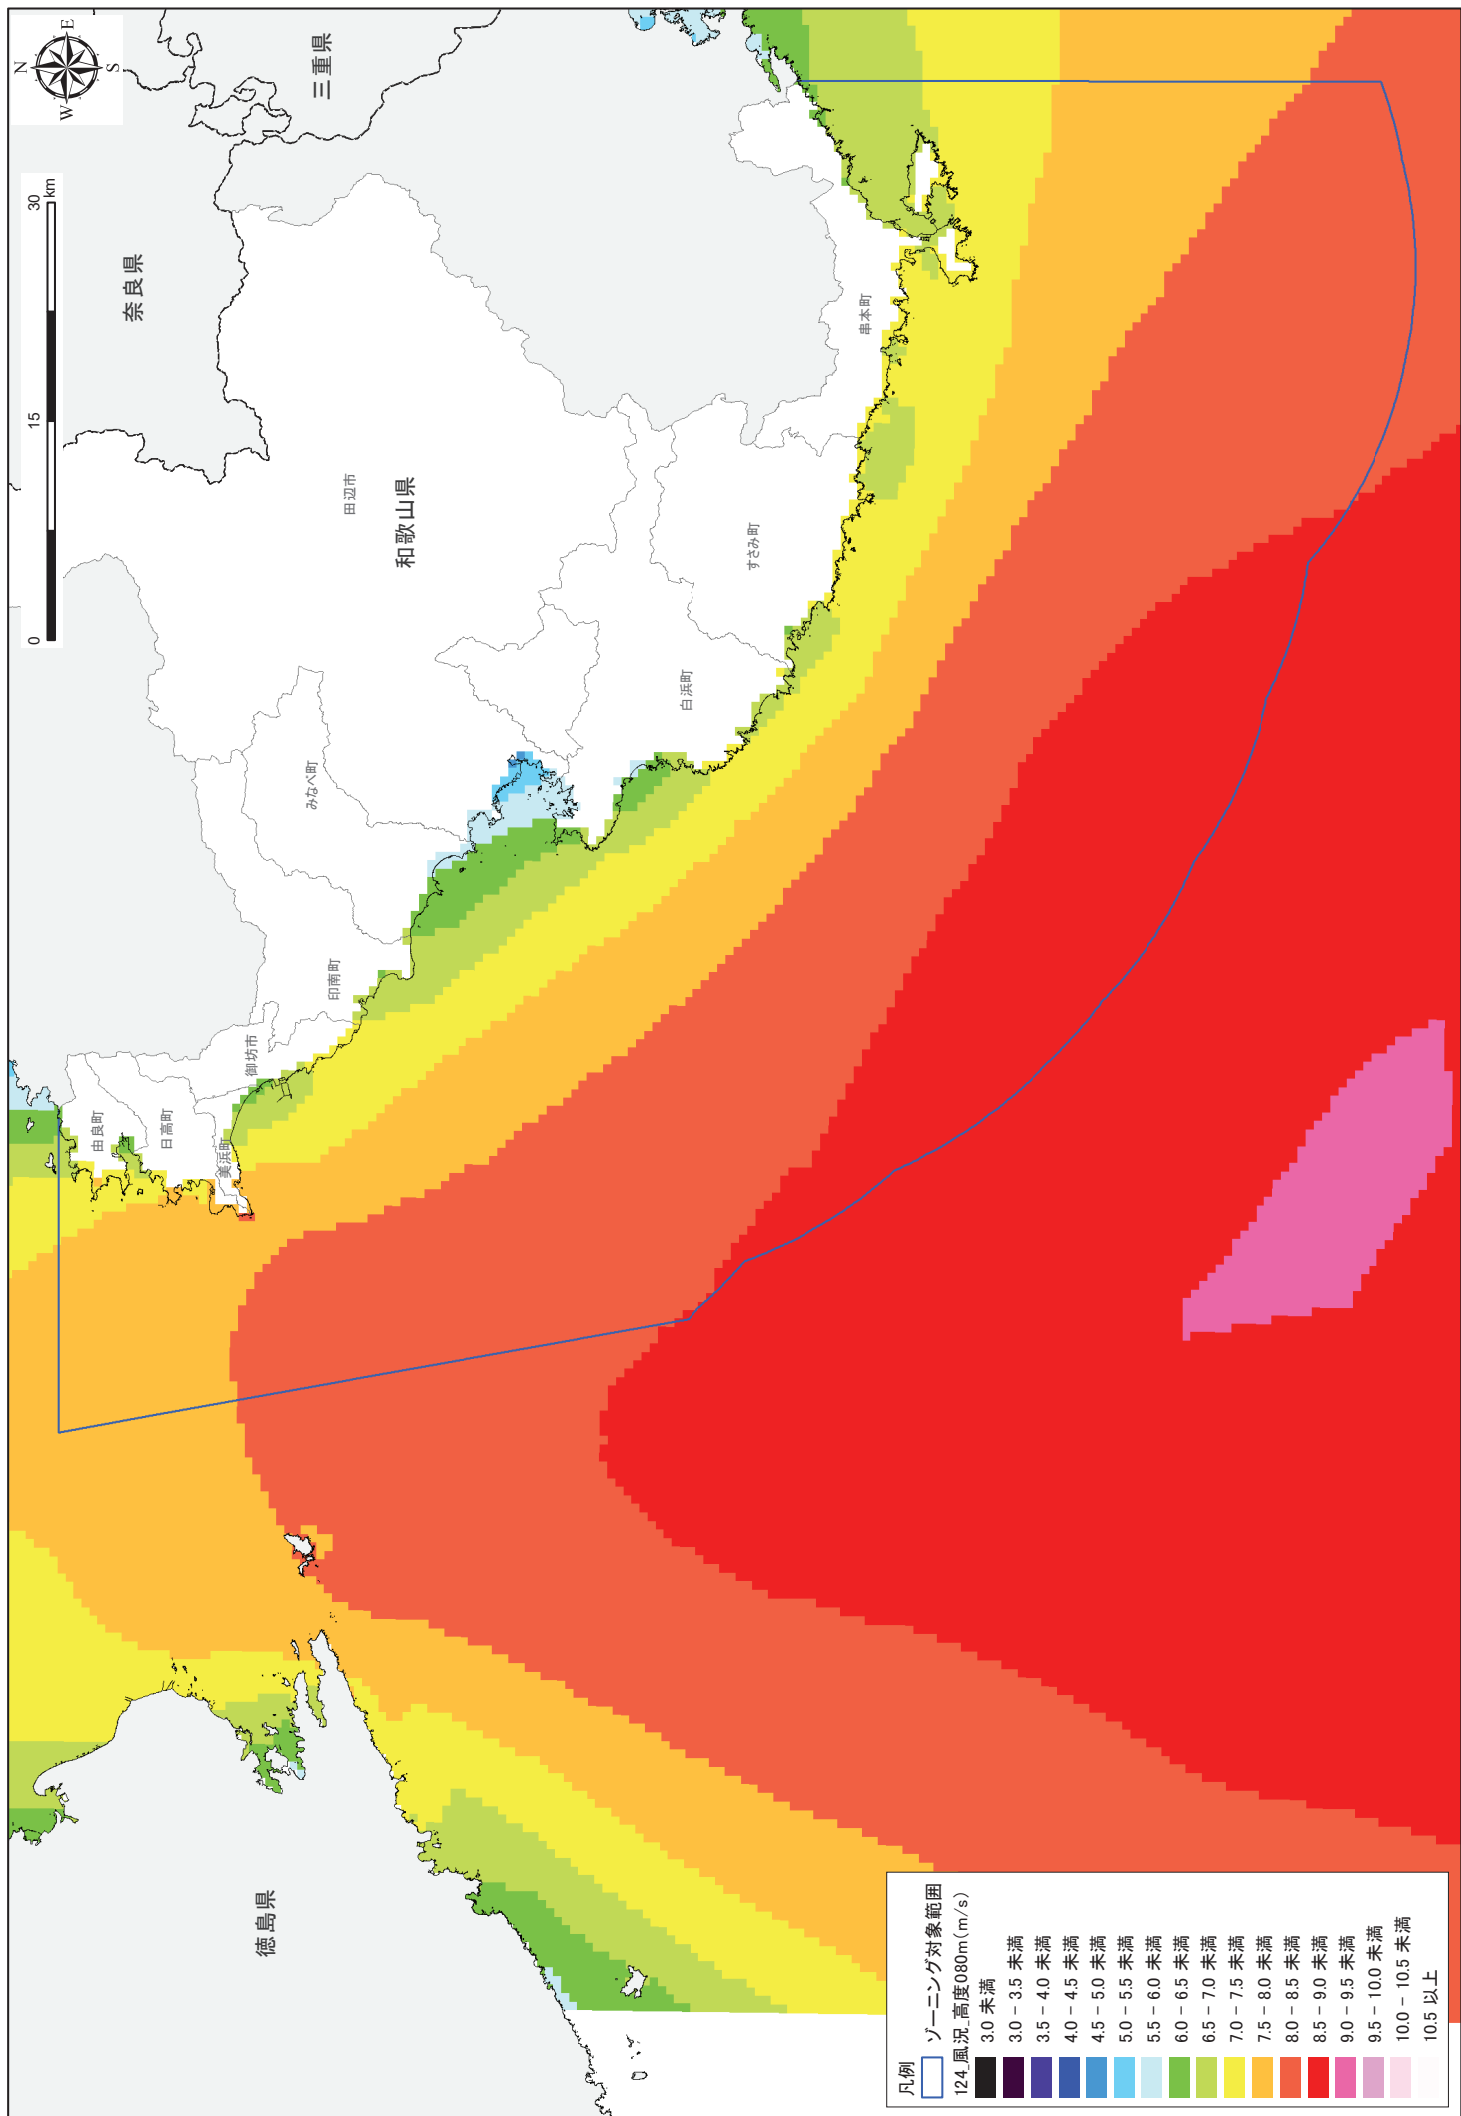 N
E
S
W
0
15
30
km
奈良県
三重県
和歌山県
田辺市
みなべ町
印南町
御坊市
由良町
日高町
美浜町
白浜町
すさみ町
串本町
徳島県
凡例
ゾーニング対象範囲
124_風況_高度080m(m/s)
3.0 未満
3.0 – 3.5 未満
3.5 – 4.0 未満
4.0 – 4.5 未満
4.5 – 5.0 未満
5.0 – 5.5 未満
5.5 – 6.0 未満
6.0 – 6.5 未満
6.5 – 7.0 未満
7.0 – 7.5 未満
7.5 – 8.0 未満
8.0 – 8.5 未満
8.5 – 9.0 未満
9.0 – 9.5 未満
9.5 – 10.0 未満
10.0 – 10.5 未満
10.5 以上